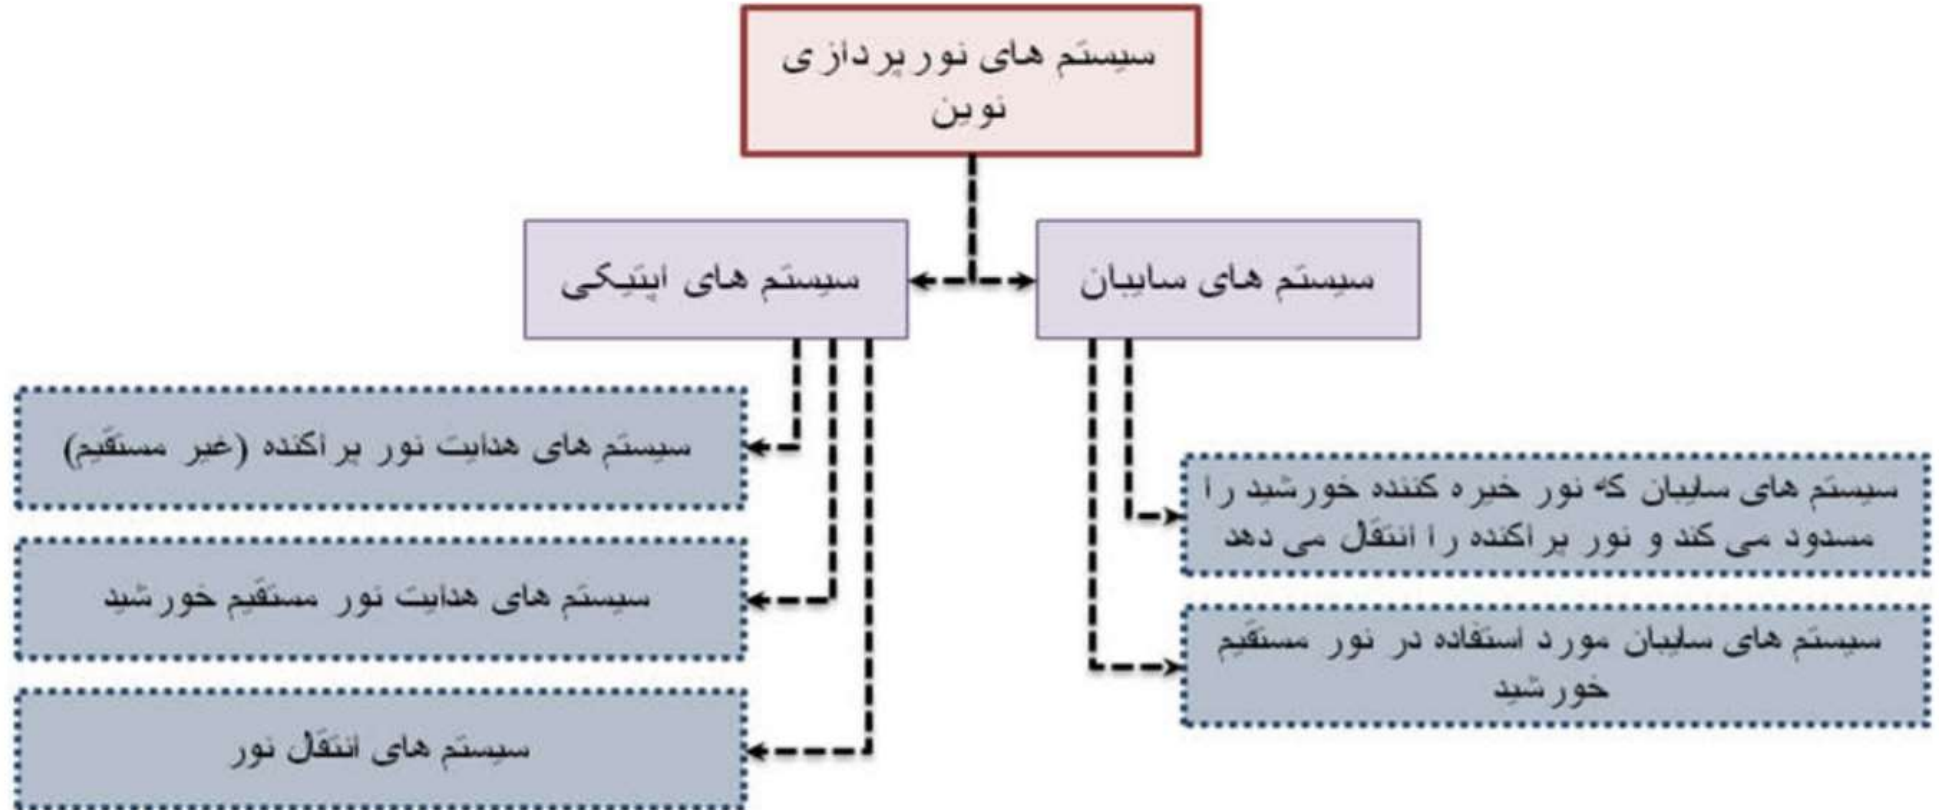 سیستم های نورپردازی
نوین
سیستم های سایبان
سیستم های اپتیکی
سیستم های سایبان که نور خیره کننده خورشید را
مسدود می کند و نور پراکنده را انتقال می دهد
سیستم های سایبان مورد استفاده در نور مستقیم
خورشید
سیستم های هدایت نور پراکنده (غیر مستقیم)
سیستم های هدایت نور مستقیم خورشید
سیستم های انتقال نور